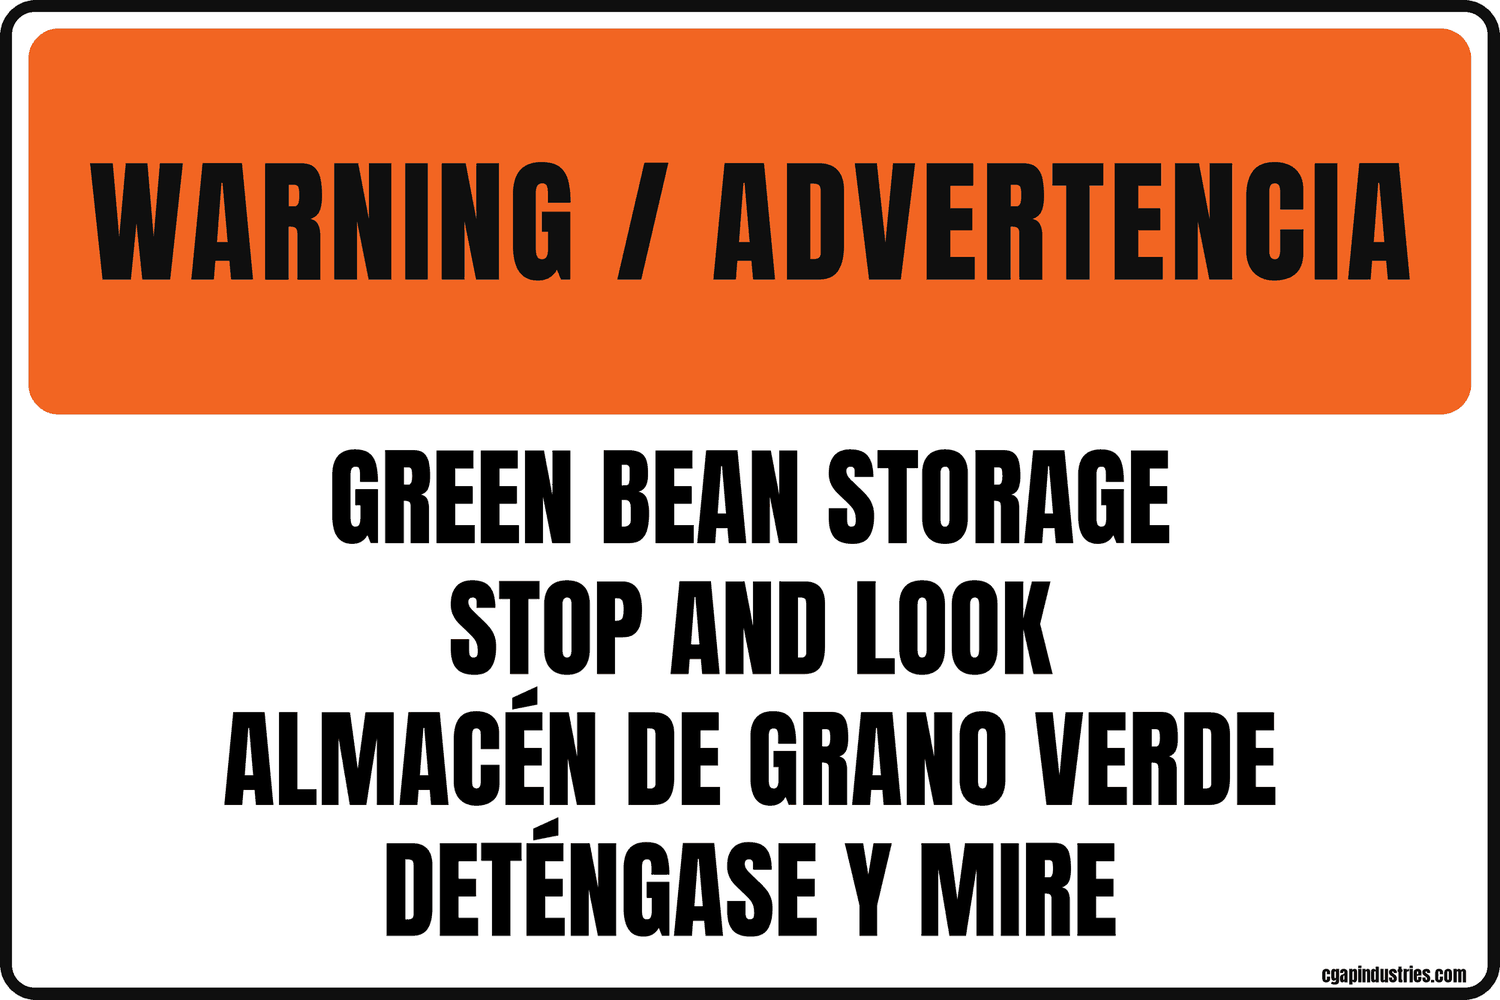 WARNING / ADVERTENCIA
GREEN BEAN STORAGE
STOP AND LOOK
ALMACÉN DE GRANO VERDE
DETÉNGASE Y MIRE
cgapindustries.com